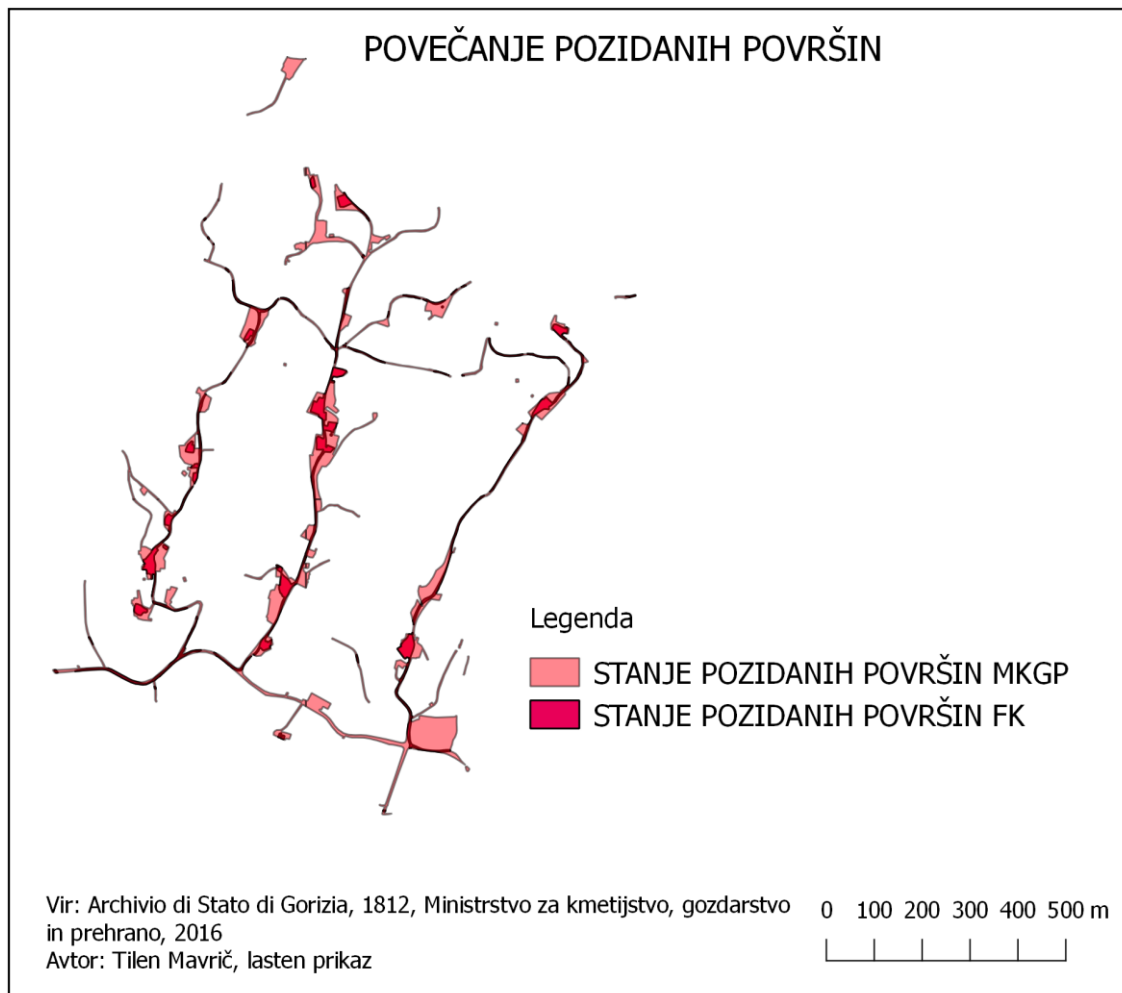 POVEČANJE POZIDANIH POVRŠIN
Legenda
STANJE POZIDANIH POVRŠIN MKGP
STANJE POZIDANIH POVRŠIN FK
Vir: Archivio di Stato di Gorizia, 1812, Ministrstvo za kmetijstvo, gozdarstvo
in prehrano, 2016
Avtor: Tilen Mavrič, lasten prikaz
0 100 200 300 400 500 m